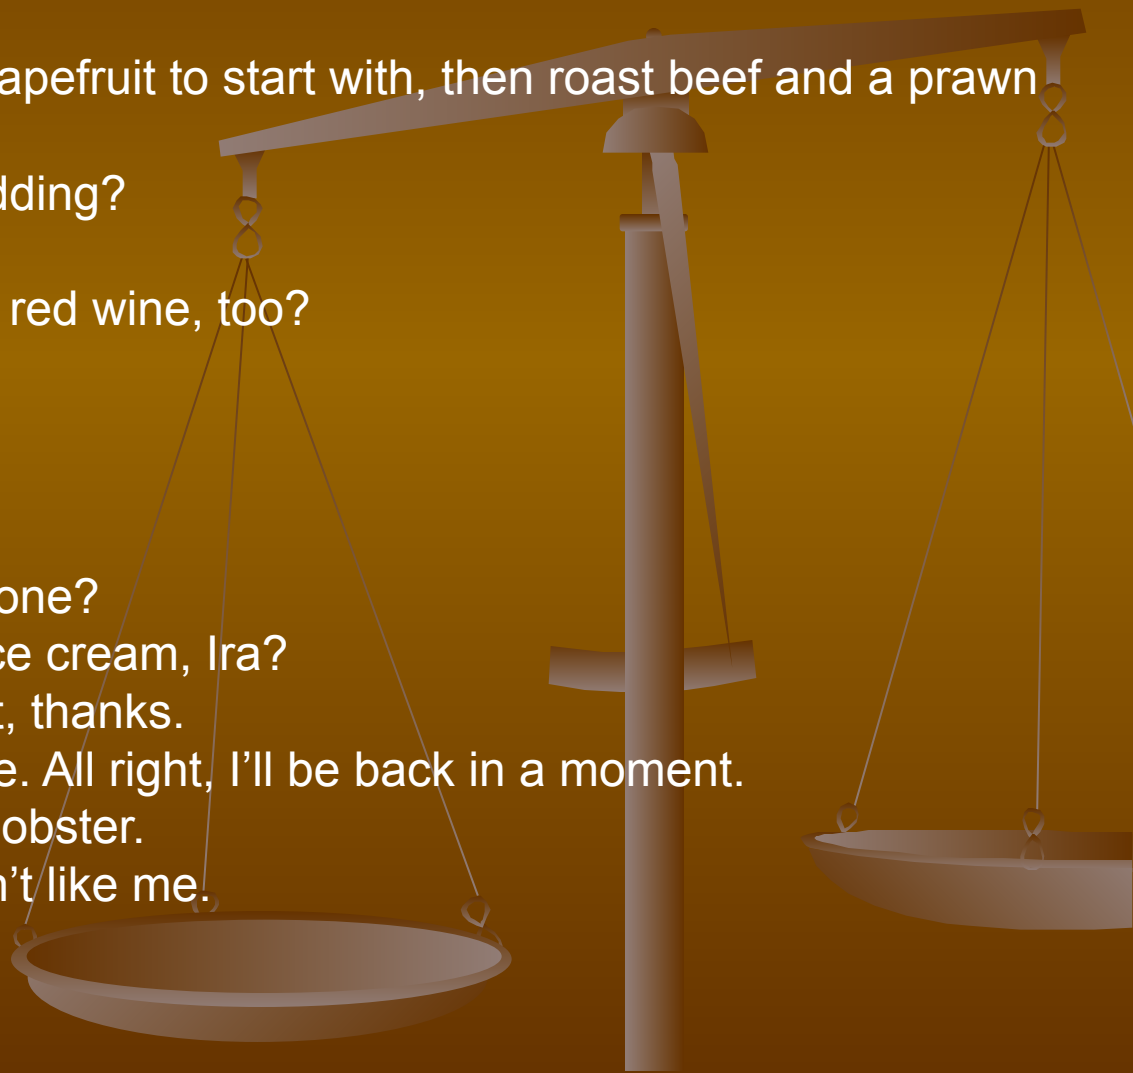 apefruit to start with, then roast beef and a prawn
dding?
red wine, too?
one?
ce cream, Ira?
t, thanks.
e. All right, I’ll be back in a moment.
obster.
n’t like me.